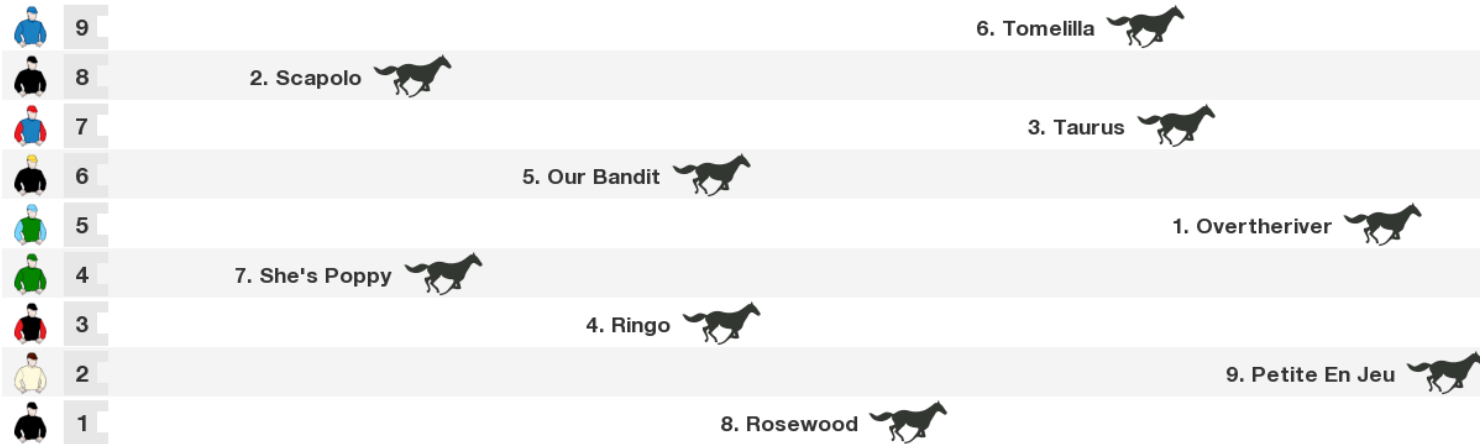 9 6. Tomelilla
8 2. Scapolo
7 3. Taurus
6 5. Our Bandit
5 1. Overtheriver
4 7. She's Poppy
3 4. Ringo
2 9. Petite En Jeu
1 8. Rosewood